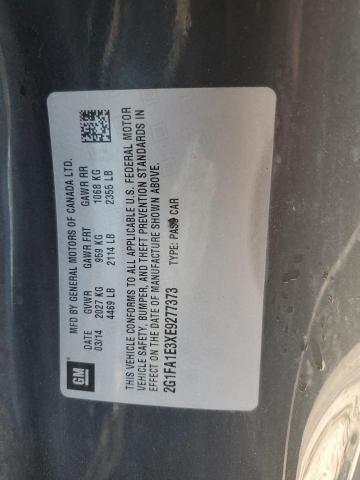 GM
MFD BY GENERAL MOTORS OF CANADA LTD.
DATE GVWR GAWR FRT GAWR RR
03/14 2027 KG 959 KG 1068 KG
4469 LB 2114 LB 2355 LB
THIS VEHICLE CONFORMS TO ALL APPLICABLE U.S. FEDERAL MOTOR
VEHICLE SAFETY, BUMPER, AND THEFT PREVENTION STANDARDS IN
EFFECT ON THE DATE OF MANUFACTURE SHOWN ABOVE.
2G1FA1E3XE9277373 TYPE: PASS CAR